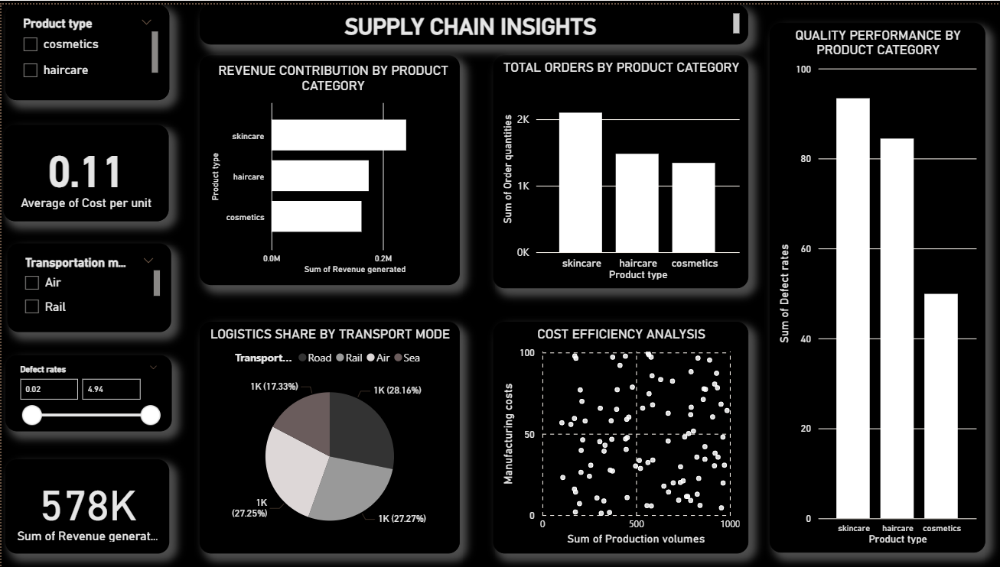 Product type
cosmetics
haircare
0.11
Average of Cost per unit
Transportation m...
Air
Rail
Defect rates
0.02
4.94
578K
Sum of Revenue generat...
SUPPLY CHAIN INSIGHTS
REVENUE CONTRIBUTION BY PRODUCT
CATEGORY
Product type
skincare
haircare
cosmetics
0.0M
0.2M
Sum of Revenue generated
TOTAL ORDERS BY PRODUCT CATEGORY
Sum of Order quantities
2K
1K
0K
skincare
haircare
cosmetics
Product type
LOGISTICS SHARE BY TRANSPORT MODE
Transport... Road Rail Air Sea
1K (17.33%)
1K (28.16%)
1K
(27.25%)
1K (27.27%)
COST EFFICIENCY ANALYSIS
Manufacturing costs
100
50
0
0
500
1000
Sum of Production volumes
QUALITY PERFORMANCE BY
PRODUCT CATEGORY
Sum of Defect rates
100
80
60
40
20
0
skincare
haircare
cosmetics
Product type